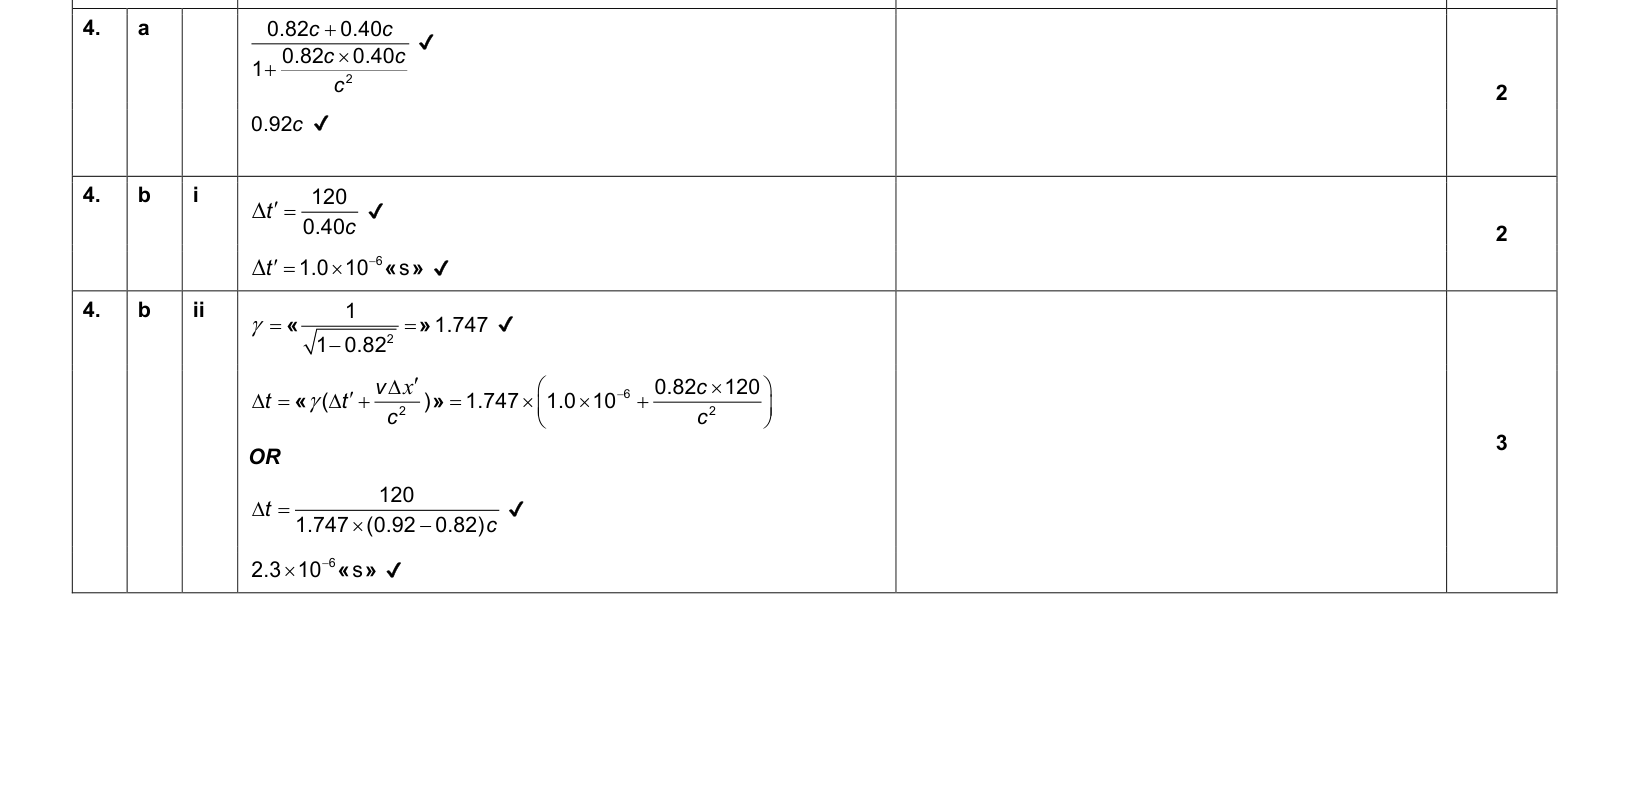 4. a
0.82c + 0.40c / 1+ 0.82c × 0.40c / c² ✔
0.92c ✔
2
4. b i
Δt′ = 120 / 0.40c ✔
Δt′ = 1.0 × 10⁻⁶ «s» ✔
2
4. b ii
γ = « 1 / √1 − 0.82² = » 1.747 ✔
Δt = « γ(Δt′ + vΔx′ / c² )» = 1.747 × (1.0 × 10⁻⁶ + 0.82c × 120 / c² )
OR
Δt = 120 / 1.747 × (0.92 − 0.82)c ✔
2.3 × 10⁻⁶ «s» ✔
3